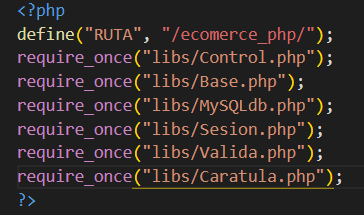 <?php
define("RUTA", "/ecomerce_php/");
require_once("libs/Control.php");
require_once("libs/Base.php");
require_once("libs/MySQLdb.php");
require_once("libs/Sesion.php");
require_once("libs/Valida.php");
require_once("libs/Caratula.php");
?>